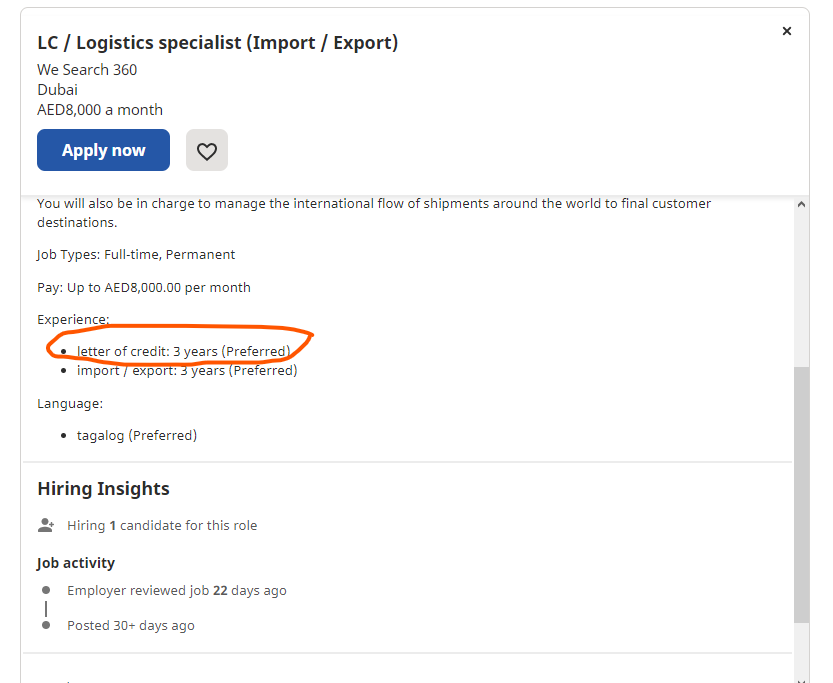 LC / Logistics specialist (Import / Export)
We Search 360
Dubai
AED8,000 a month
Apply now
You will also be in charge to manage the international flow of shipments around the world to final customer
destinations.
Job Types: Full-time, Permanent
Pay: Up to AED8,000.00 per month
Experience:
letter of credit: 3 years (Preferred)
import / export: 3 years (Preferred)
Language:
tagalog (Preferred)
Hiring Insights
Hiring 1 candidate for this role
Job activity
Employer reviewed job 22 days ago
Posted 30+ days ago